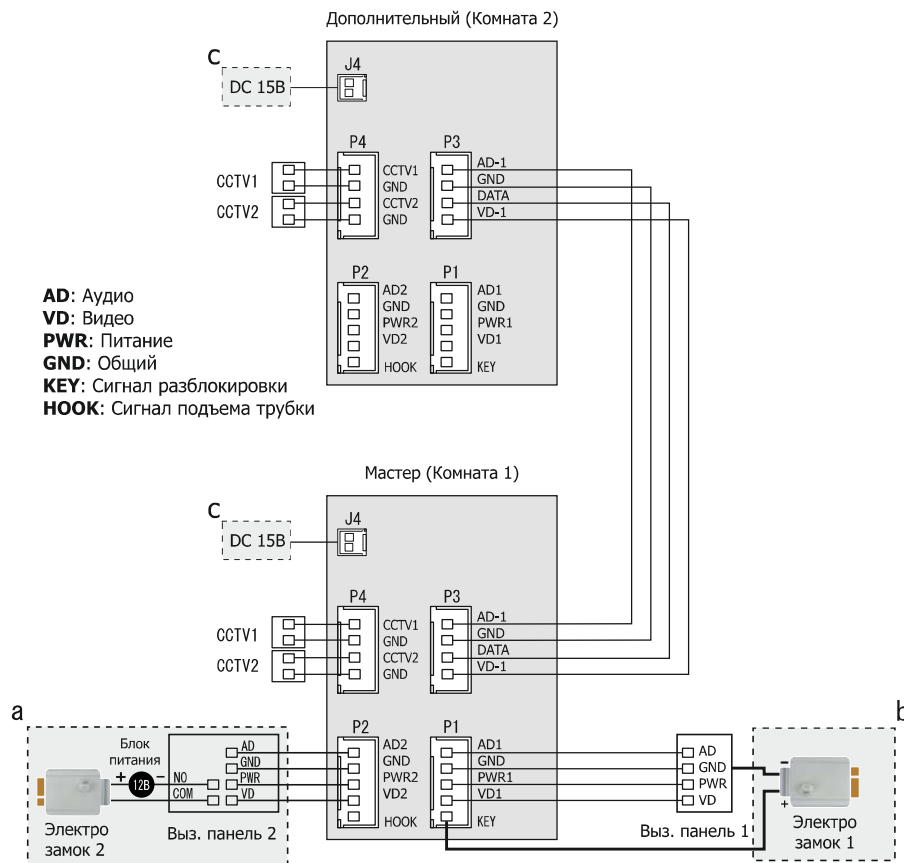 Дополнительный (Комната 2)
C
DC 15В
J4
P4
P3
CCTV1
CCTV2
CCTV1
GND
CCTV2
GND
AD-1
GND
DATA
VD-1
P2
P1
AD2
GND
PWR2
VD2
HOOK
AD1
GND
PWR1
VD1
KEY
AD: Аудио
VD: Видео
PWR: Питание
GND: Общий
KEY: Сигнал разблокировки
HOOK: Сигнал подъема трубки
Мастер (Комната 1)
C
DC 15В
J4
P4
P3
CCTV1
CCTV2
CCTV1
GND
CCTV2
GND
AD-1
GND
DATA
VD-1
a
Блок
питания
+
12В
−
NO
COM
AD
GND
PWR
VD
Электро
замок 2
Выз. панель 2
P2
P1
AD2
GND
PWR2
VD2
HOOK
AD1
GND
PWR1
VD1
KEY
AD
GND
PWR
VD
Выз. панель 1
b
−
+
Электро
замок 1